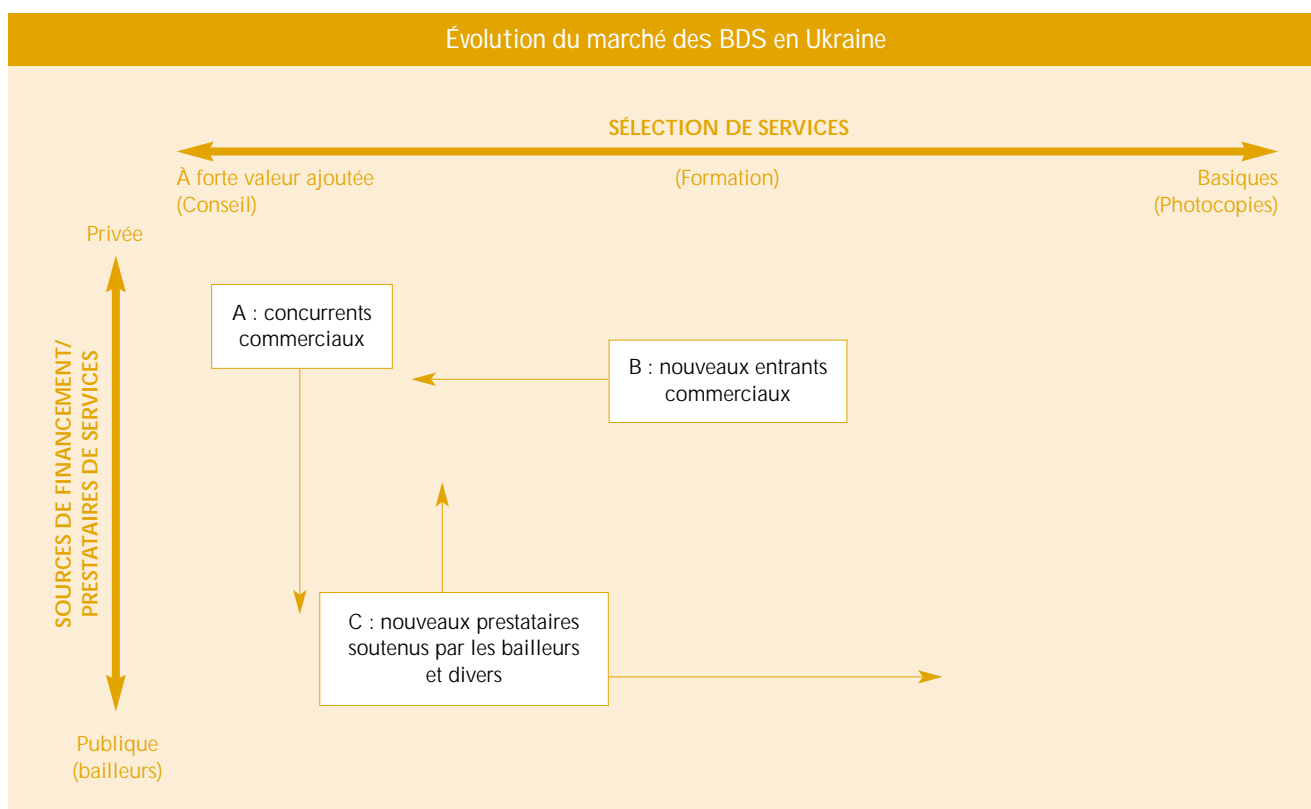 Évolution du marché des BDS en Ukraine
SÉLECTION DE SERVICES
À forte valeur ajoutée
(Conseil)
(Formation)
Basiques
(Photocopies)
Privée
SOURCES DE FINANCEMENT/
PRESTATAIRES DE SERVICES
A : concurrents
commerciaux
B : nouveaux entrants
commerciaux
C : nouveaux prestataires
soutenus par les bailleurs
et divers
Publique
(bailleurs)